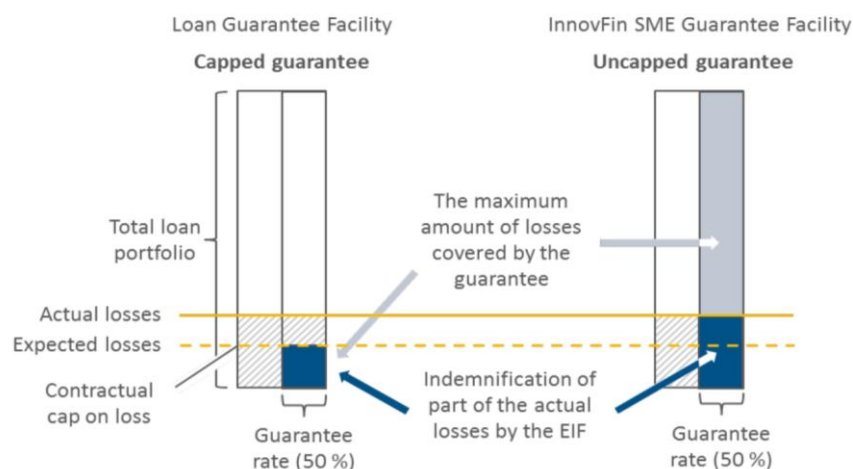 Loan Guarantee Facility
InnovFin SME Guarantee Facility
Capped guarantee
Uncapped guarantee
The maximum
amount of losses
covered by the
guarantee
Total loan
portfolio
Actual losses
Expected losses
Contractual
cap on loss
Indemnification of
part of the actual
losses by the EIF
Guarantee
rate (50 %)
Guarantee
rate (50 %)